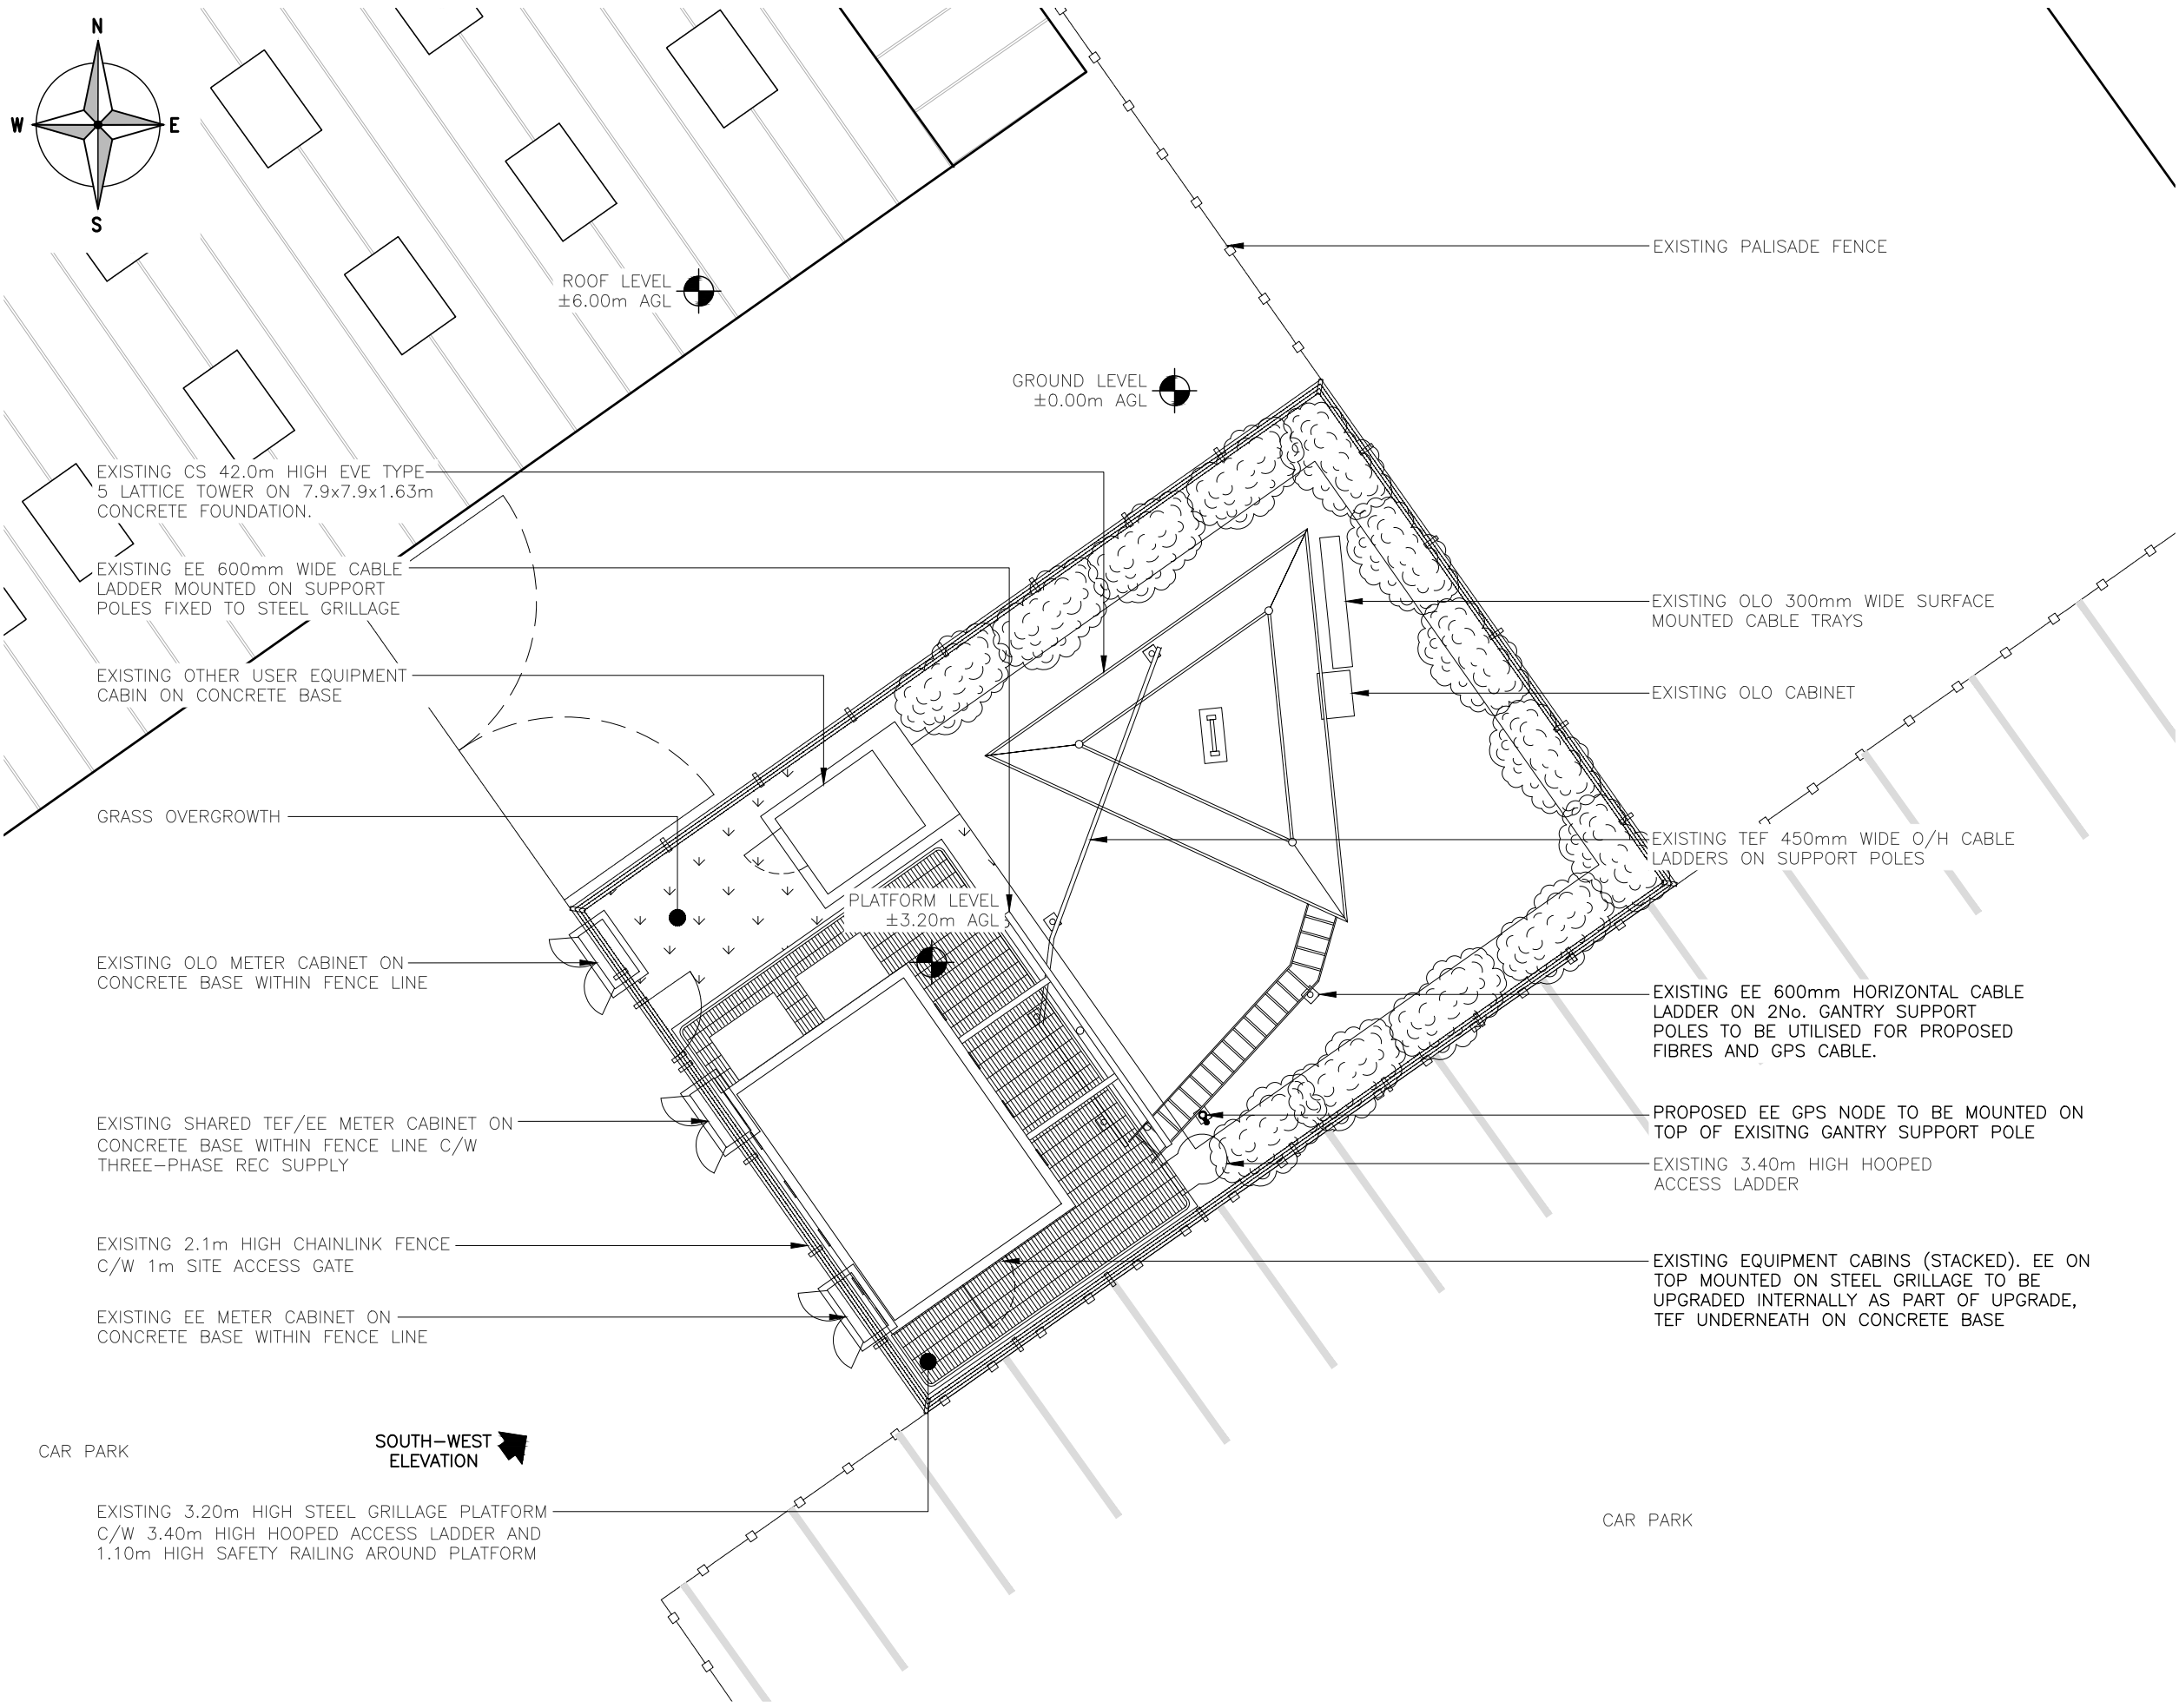 N
W
E
S
ROOF LEVEL
±6.00m AGL
EXISTING PALISADE FENCE
GROUND LEVEL
±0.00m AGL
EXISTING CS 42.0m HIGH EVE TYPE
5 LATTICE TOWER ON 7.9x7.9x1.63m
CONCRETE FOUNDATION.
EXISTING EE 600mm WIDE CABLE
LADDER MOUNTED ON SUPPORT
POLES FIXED TO STEEL GRILLAGE
EXISTING OTHER USER EQUIPMENT
CABIN ON CONCRETE BASE
GRASS OVERGROWTH
PLATFORM LEVEL
±3.20m AGL
EXISTING OLO METER CABINET ON
CONCRETE BASE WITHIN FENCE LINE
EXISTING SHARED TEF/EE METER CABINET ON
CONCRETE BASE WITHIN FENCE LINE C/W
THREE-PHASE REC SUPPLY
EXISITNG 2.1m HIGH CHAINLINK FENCE
C/W 1m SITE ACCESS GATE
EXISTING EE METER CABINET ON
CONCRETE BASE WITHIN FENCE LINE
CAR PARK
SOUTH-WEST
ELEVATION
EXISTING 3.20m HIGH STEEL GRILLAGE PLATFORM
C/W 3.40m HIGH HOOPED ACCESS LADDER AND
1.10m HIGH SAFETY RAILING AROUND PLATFORM
EXISTING OLO 300mm WIDE SURFACE
MOUNTED CABLE TRAYS
EXISTING OLO CABINET
EXISTING TEF 450mm WIDE O/H CABLE
LADDERS ON SUPPORT POLES
EXISTING EE 600mm HORIZONTAL CABLE
LADDER ON 2No. GANTRY SUPPORT
POLES TO BE UTILISED FOR PROPOSED
FIBRES AND GPS CABLE.
PROPOSED EE GPS NODE TO BE MOUNTED ON
TOP OF EXISITNG GANTRY SUPPORT POLE
EXISTING 3.40m HIGH HOOPED
ACCESS LADDER
EXISTING EQUIPMENT CABINS (STACKED). EE ON
TOP MOUNTED ON STEEL GRILLAGE TO BE
UPGRADED INTERNALLY AS PART OF UPGRADE,
TEF UNDERNEATH ON CONCRETE BASE
CAR PARK